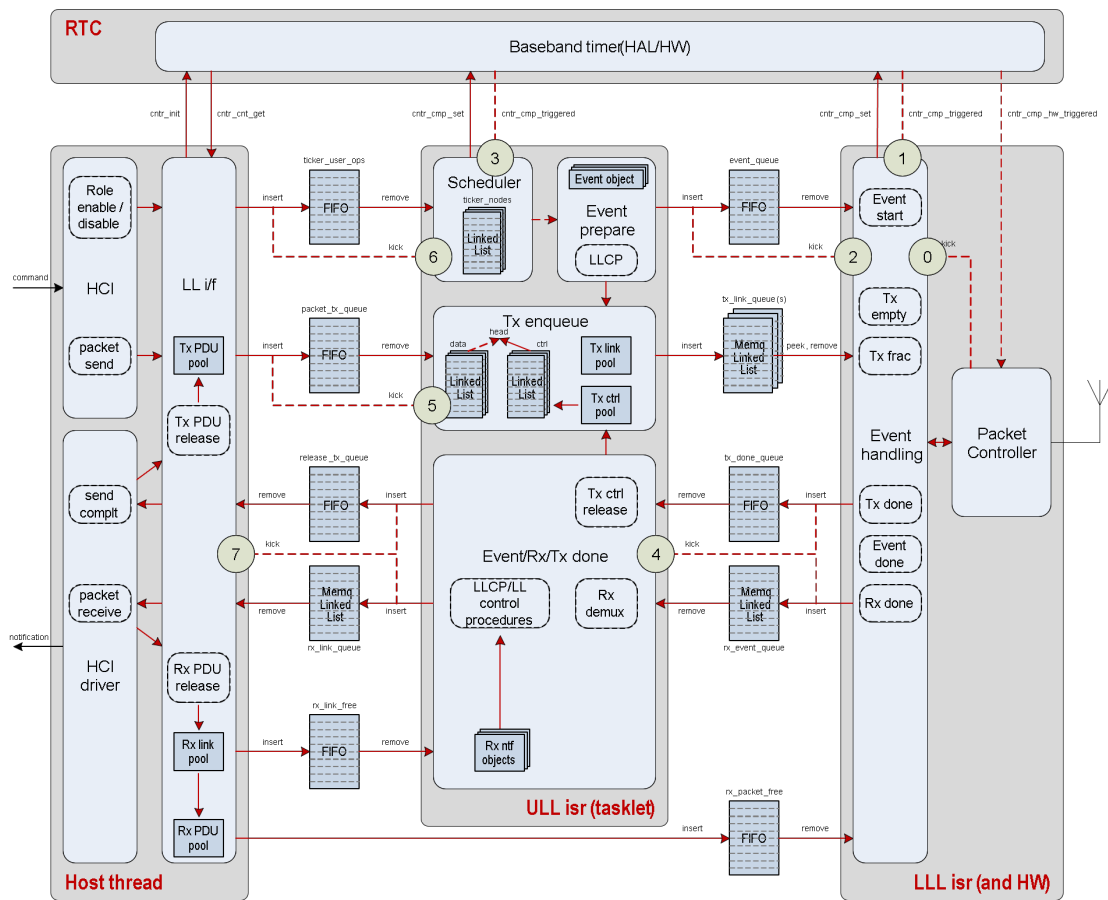 RTC
Baseband timer(HAL/HW)
cntr_init
cntr_cnt_get
cntr_cmp_set
cntr_cmp_triggered
cntr_cmp_set
cntr_cmp_triggered
cntr_cmp_hw_triggered
Role
enable /
disable
command
HCI
packet
send
LL i/f
Tx PDU
pool
Tx PDU
release
send
complt
packet
receive
notification
HCI
driver
Rx PDU
release
Rx link
pool
Rx PDU
pool
Host thread
7
ticker_user_ops
insert
FIFO
remove
kick
packet_tx_queue
insert
FIFO
remove
kick
release_tx_queue
remove
FIFO
insert
kick
remove
Memq
Linked
List
insert
rx_link_queue
rx_link_free
insert
FIFO
remove
3
Scheduler
ticker_nodes
Linked
List
6
Event object
Event
prepare
LLCP
Tx enqueue
head
data
ctrl
Linked
List
Linked
List
Tx link
pool
Tx ctrl
pool
5
Tx ctrl
release
Event/Rx/Tx done
4
LLCP/LL
control
procedures
Rx
demux
Rx ntf
objects
ULL isr (tasklet)
event_queue
insert
FIFO
remove
kick
tx_link_queue(s)
insert
Memq
Linked
List
peek, remove
tx_done_queue
remove
FIFO
insert
kick
remove
Memq
Linked
List
insert
rx_event_queue
rx_packet_free
insert
FIFO
remove
1
Event
start
2
0
kick
Tx
empty
Tx frac
Event
handling
Packet
Controller
Tx done
Event
done
Rx done
LLL isr (and HW)